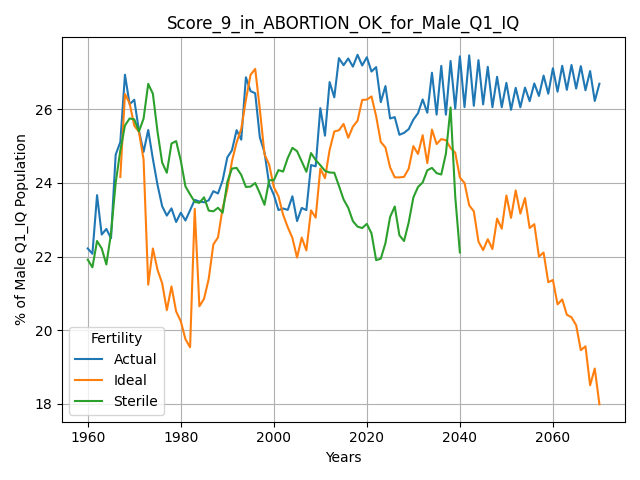 Score_9_in_ABORTION_OK_for_Male_Q1_IQ
% of Male Q1_IQ Population
26
24
22
20
18
Fertility
Actual
Ideal
Sterile
1960 1980 2000 2020 2040 2060
Years